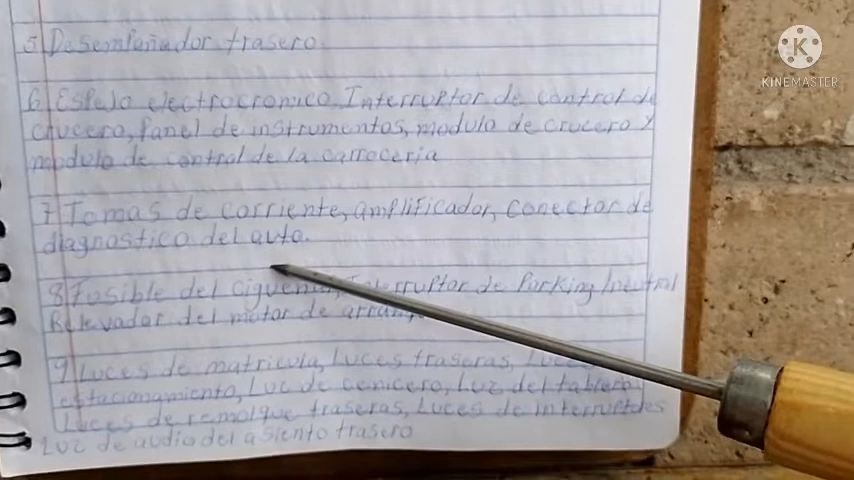 5 Desempañador trasero.
6 Espejo electrocromico, Interruptor de control de
crucero, Panel de instrumentos, modulo de crucero y
modulo de control de la carroceria
7 Tomas de corriente, amplificador, conector de
diagnostico del auto.
8 Fusible del Interruptor de Parking/neutral
Relevador del motor de
9 Luces de matricula, Luces traseras, Luces
estacionamiento, Luz de cenicero, Luz del tablero
Luces de remolque traseras, Luces de interruptores
Luz de audio del asiento trasero
KINEMASTER